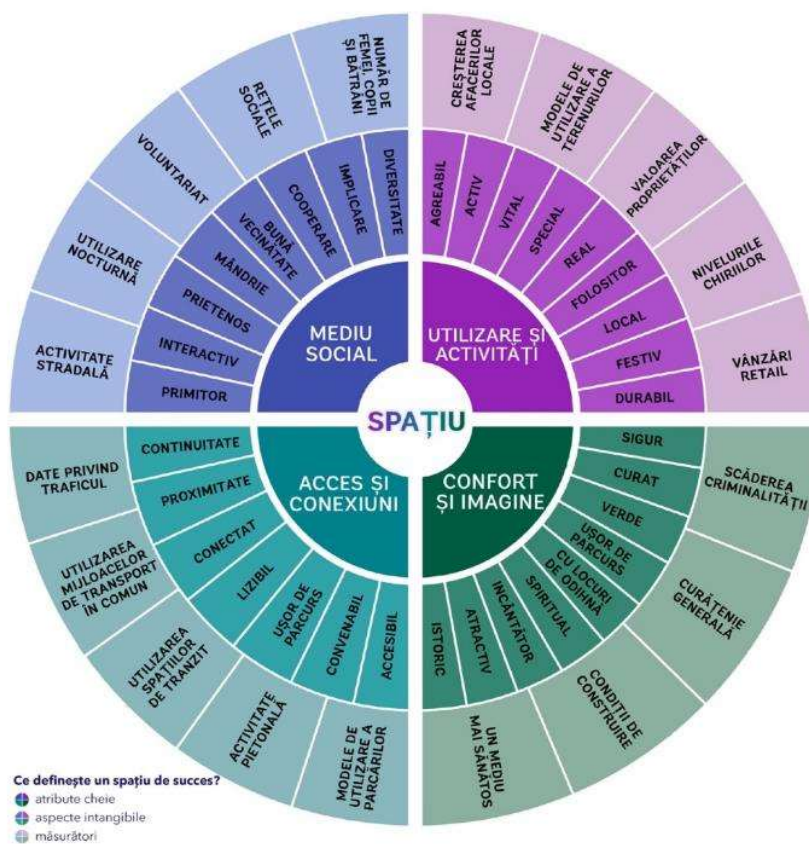 NUMĂR DE
FEMEI, COPII
ȘI BĂTRÂNI
REȚELE
SOCIALE
VOLUNTARIAT
UTILIZARE
NOCTURNĂ
ACTIVITATE
STRADALĂ
DIVERSITATE
IMPLICARE
COOPERARE
BUNĂ
VECINĂTATE
MÂNDRIE
PRIETENOS
INTERACTIV
PRIMITOR
MEDIU
SOCIAL
CREȘTEREA
AFACERILOR
LOCALE
MODELE DE
UTILIZARE A
TERENURILOR
VALOAREA
PROPRIETĂȚILOR
NIVELURILE
CHIRIILOR
VÂNZĂRI
RETAIL
AGREABIL
ACTIV
VITAL
SPECIAL
REAL
FOLOSITOR
LOCAL
FESTIV
DURABIL
UTILIZARE ȘI
ACTIVITĂȚI
SPAȚIU
ACCES ȘI
CONEXIUNI
CONTINUITATE
PROXIMITATE
CONECTAT
LIZIBIL
UȘOR DE
PARCURS
CONVENABIL
ACCESIBIL
DATE PRIVIND
TRAFICUL
UTILIZAREA
MIJLOACELOR
DE TRANSPORT
ÎN COMUN
UTILIZAREA
SPAȚIILOR
DE TRANZIT
ACTIVITATE
PIETONALĂ
MODELE DE
UTILIZARE A
PARCĂRILOR
CONFORT
ȘI IMAGINE
SIGUR
CURAT
VERDE
UȘOR DE
PARCURS
CU LOCURI
DE ODIHNĂ
SPIRITUAL
INCÂNTĂTOR
ATRACTIV
ISTORIC
SCĂDEREA
CRIMINALITĂȚII
CURĂȚENIE
GENERALĂ
CONDIȚII DE
CONSTRUIRE
UN MEDIU
MAI SĂNĂTOS
Ce definește un spațiu de succes?
atribute cheie
aspecte intangibile
măsurători